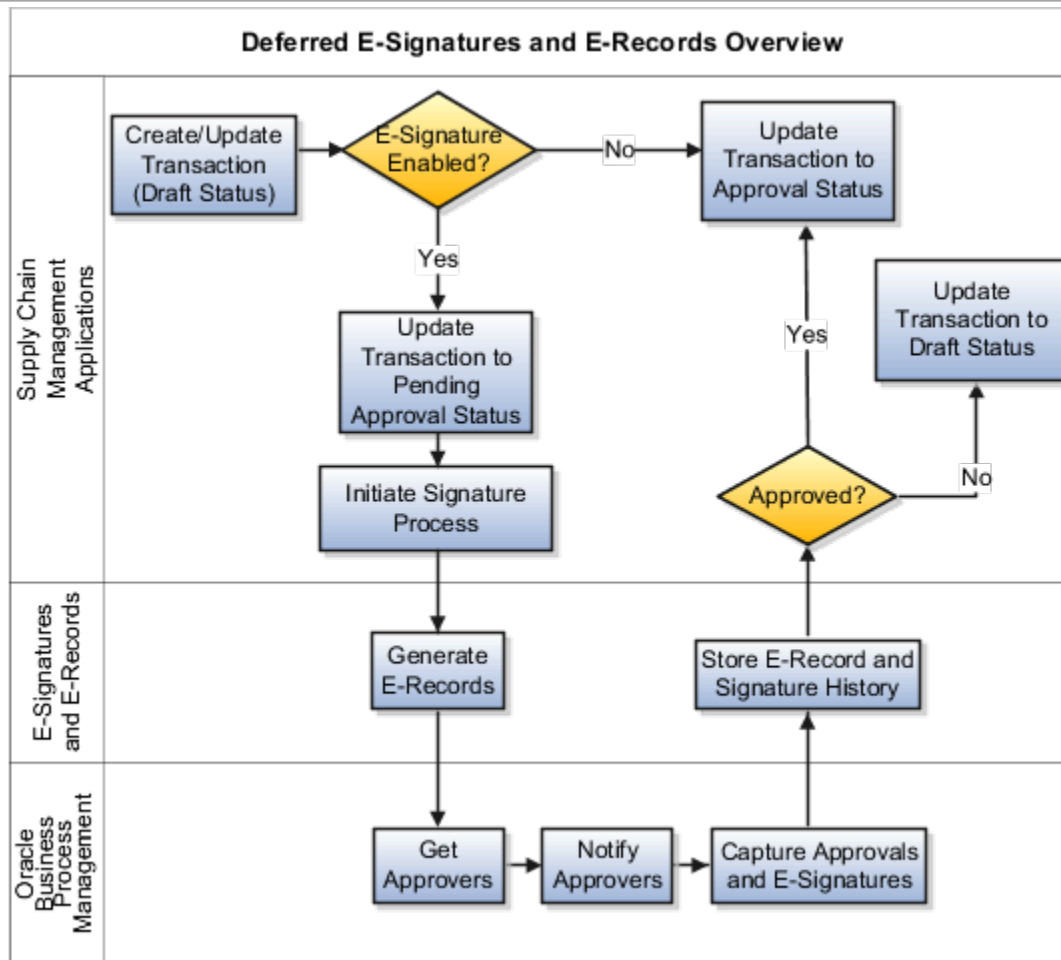 Deferred E-Signatures and E-Records Overview
Supply Chain
Management
Applications
Create/Update
Transaction
(Draft Status)
E-Signature
Enabled?
No
Update
Transaction to
Approval Status
Yes
Update
Transaction to
Pending
Approval Status
Initiate Signature
Process
Update
Transaction to
Draft Status
Yes
Approved?
No
E-Signatures
and E-Records
Generate
E-Records
Store E-Record and
Signature History
Oracle
Business
Process
Management
Get
Approvers
Notify
Approvers
Capture Approvals
and E-Signatures